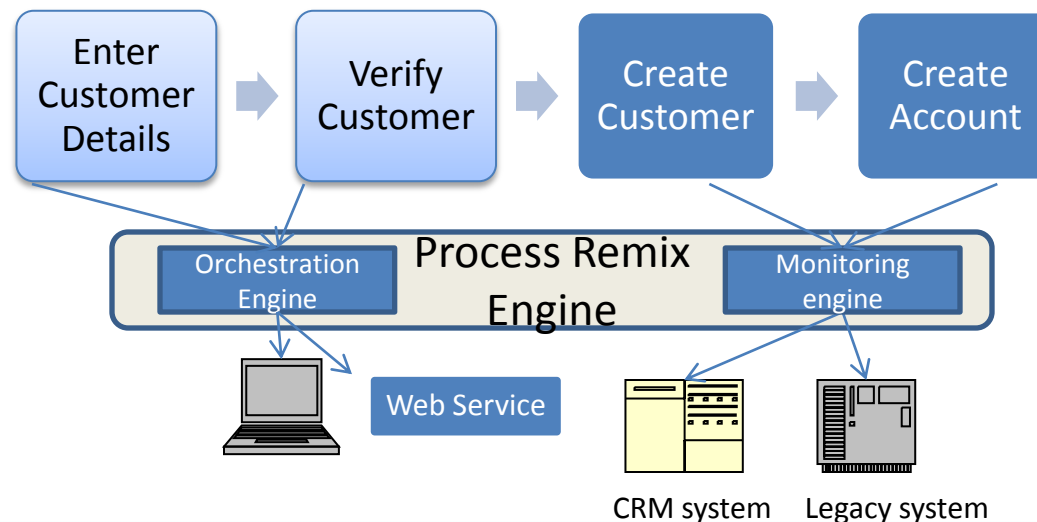 Enter
Customer
Details
Verify
Customer
Create
Customer
Create
Account
Orchestration
Engine
Process Remix
Engine
Monitoring
engine
Web Service
CRM system
Legacy system